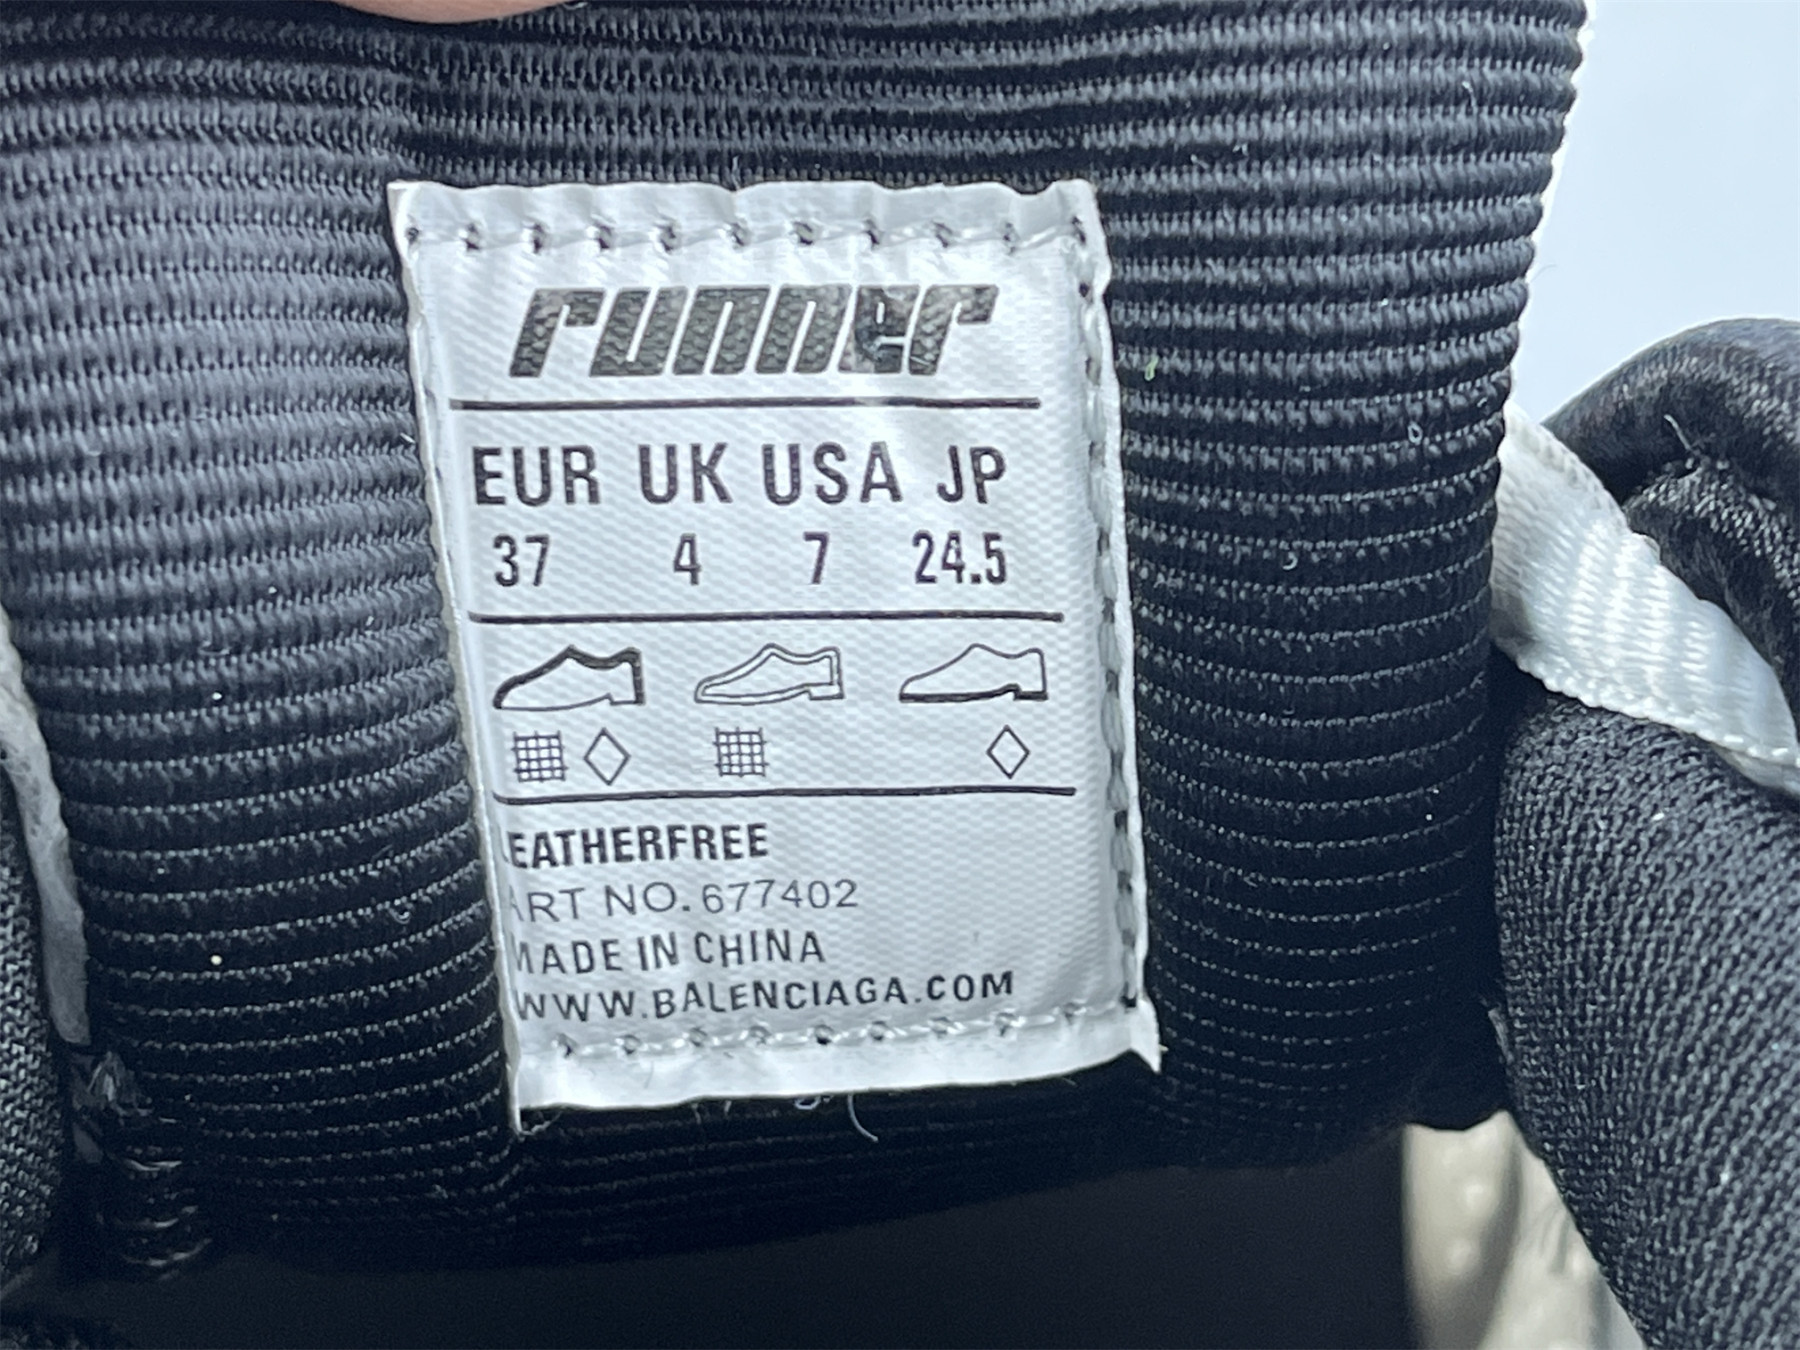 runner
EUR UK USA JP
37 4 7 24.5
LEATHERFREE
ART NO. 677402
MADE IN CHINA
WWW.BALENCIAGA.COM